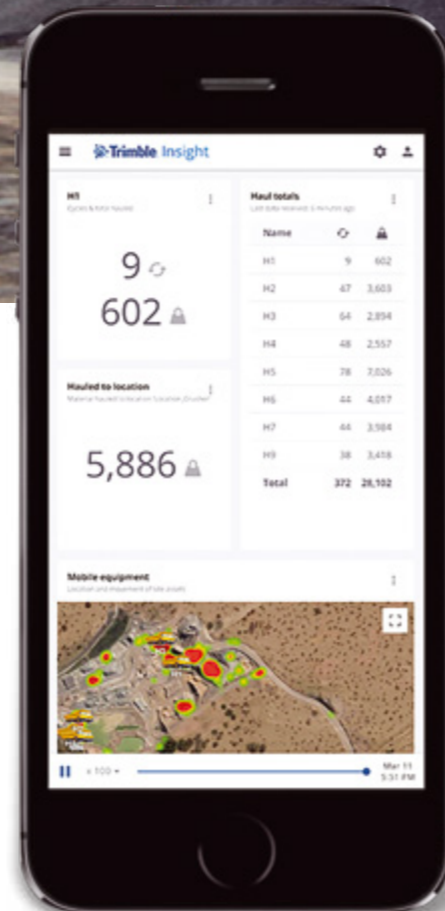 Trimble Insight
H1
Cycles & total hauled
9
602
Hauled to location
5,886
Haul totals
Last data received 5 minutes ago
Name
H1 9 602
H2 47 3,603
H3 64 2,894
H4 48 2,557
H5 78 7,026
H6 44 4,017
H7 44 3,984
H9 38 3,418
Total 372 28,102
Mobile equipment
Location and movement of site assets
x 100
Mar 11
5:31 PM